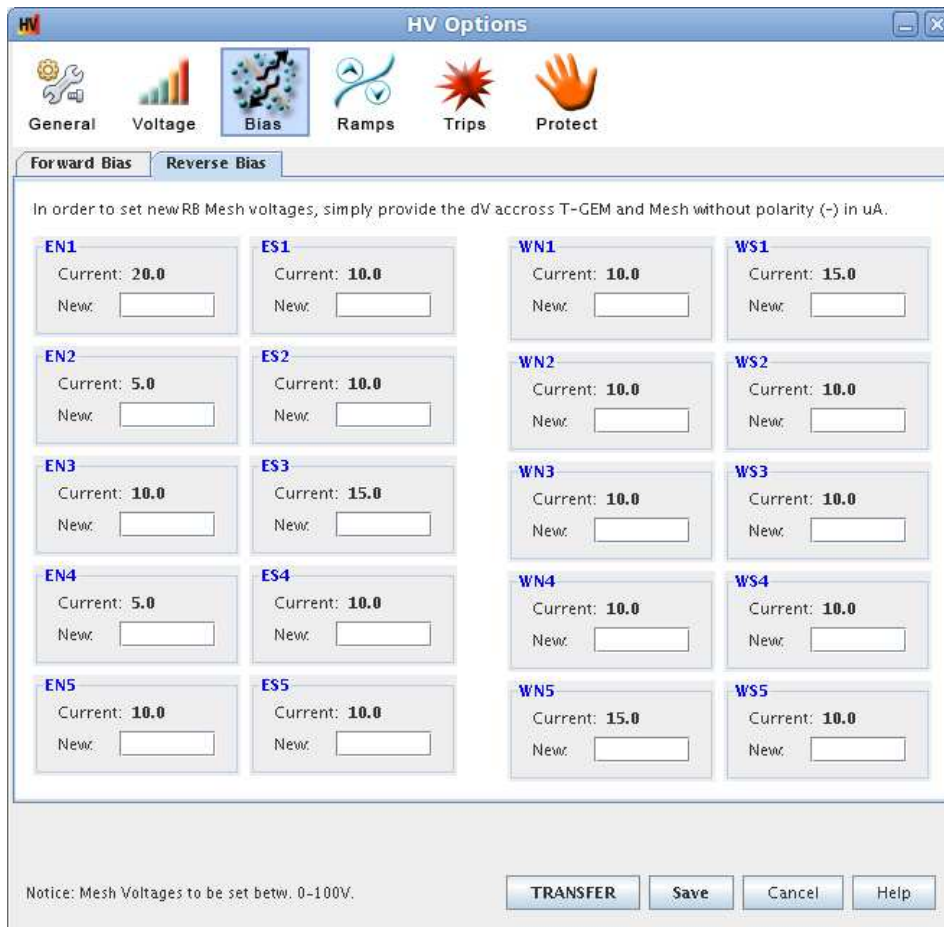 HV HV Options
General Voltage Bias Ramps Trips Protect
Forward Bias Reverse Bias
In order to set new RB Mesh voltages, simply provide the dV accross T-GEM and Mesh without polarity (-) in uA.
EN1 ES1 WN1 WS1
Current: 20.0 Current: 10.0 Current: 10.0 Current: 15.0
New: New: New: New:
EN2 ES2 WN2 WS2
Current: 5.0 Current: 10.0 Current: 10.0 Current: 10.0
New: New: New: New:
EN3 ES3 WN3 WS3
Current: 10.0 Current: 15.0 Current: 10.0 Current: 10.0
New: New: New: New:
EN4 ES4 WN4 WS4
Current: 5.0 Current: 10.0 Current: 10.0 Current: 10.0
New: New: New: New:
EN5 ES5 WN5 WS5
Current: 10.0 Current: 10.0 Current: 15.0 Current: 10.0
New: New: New: New:
Notice: Mesh Voltages to be set betw. 0-100V. TRANSFER Save Cancel Help